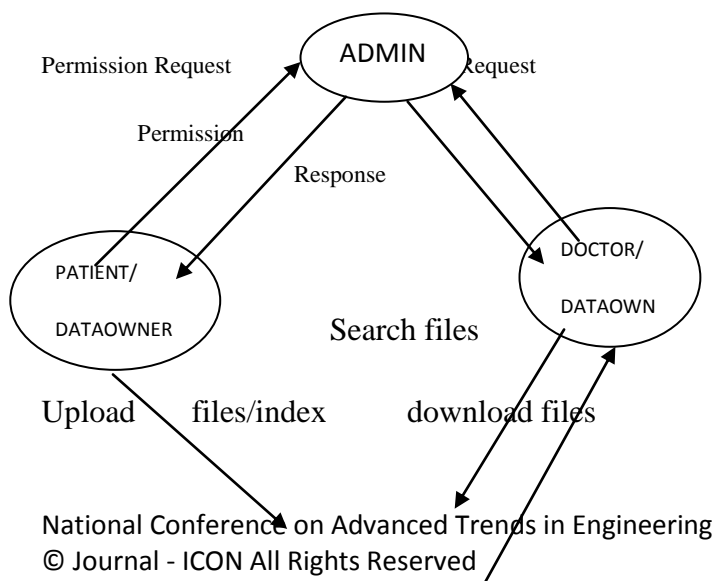 ADMIN
Permission Request
Request
Permission
Response
PATIENT/
DATAOWNER
DOCTOR/
DATAOWN
Search files
Upload files/index download files
National Conference on Advanced Trends in Engineering
© Journal - ICON All Rights Reserved